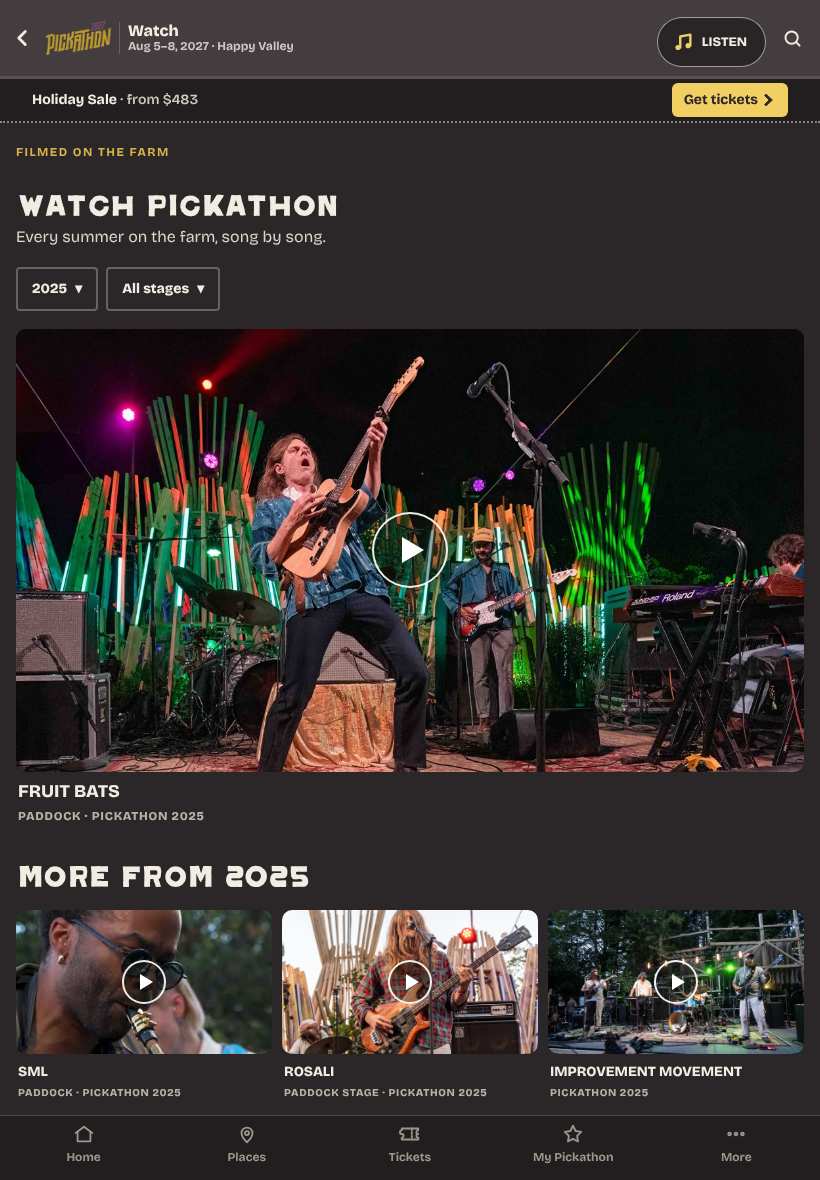 PICKATHON
Watch
Aug 5–8, 2027 · Happy Valley
LISTEN
Holiday Sale · from $483
Get tickets
FILMED ON THE FARM
WATCH PICKATHON
Every summer on the farm, song by song.
2025 ▾
All stages ▾
Roland
FRUIT BATS
PADDOCK · PICKATHON 2025
MORE FROM 2025
SML
PADDOCK · PICKATHON 2025
ROSALI
PADDOCK STAGE · PICKATHON 2025
IMPROVEMENT MOVEMENT
PICKATHON 2025
Home
Places
Tickets
My Pickathon
More